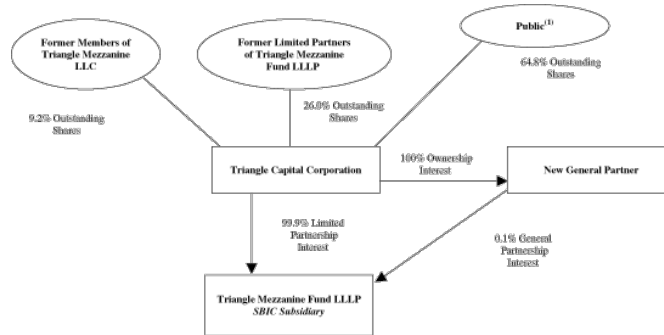 Former Members of
Triangle Mezzanine
LLC
Former Limited Partners
of Triangle Mezzanine
Fund LLLP
Public(1)
9.2% Outstanding
Shares
26.0% Outstanding
Shares
64.8% Outstanding
Shares
Triangle Capital Corporation
100% Ownership
Interest
New General Partner
99.9% Limited
Partnership
Interest
0.1% General
Partnership
Interest
Triangle Mezzanine Fund LLLP
SBIC Subsidiary